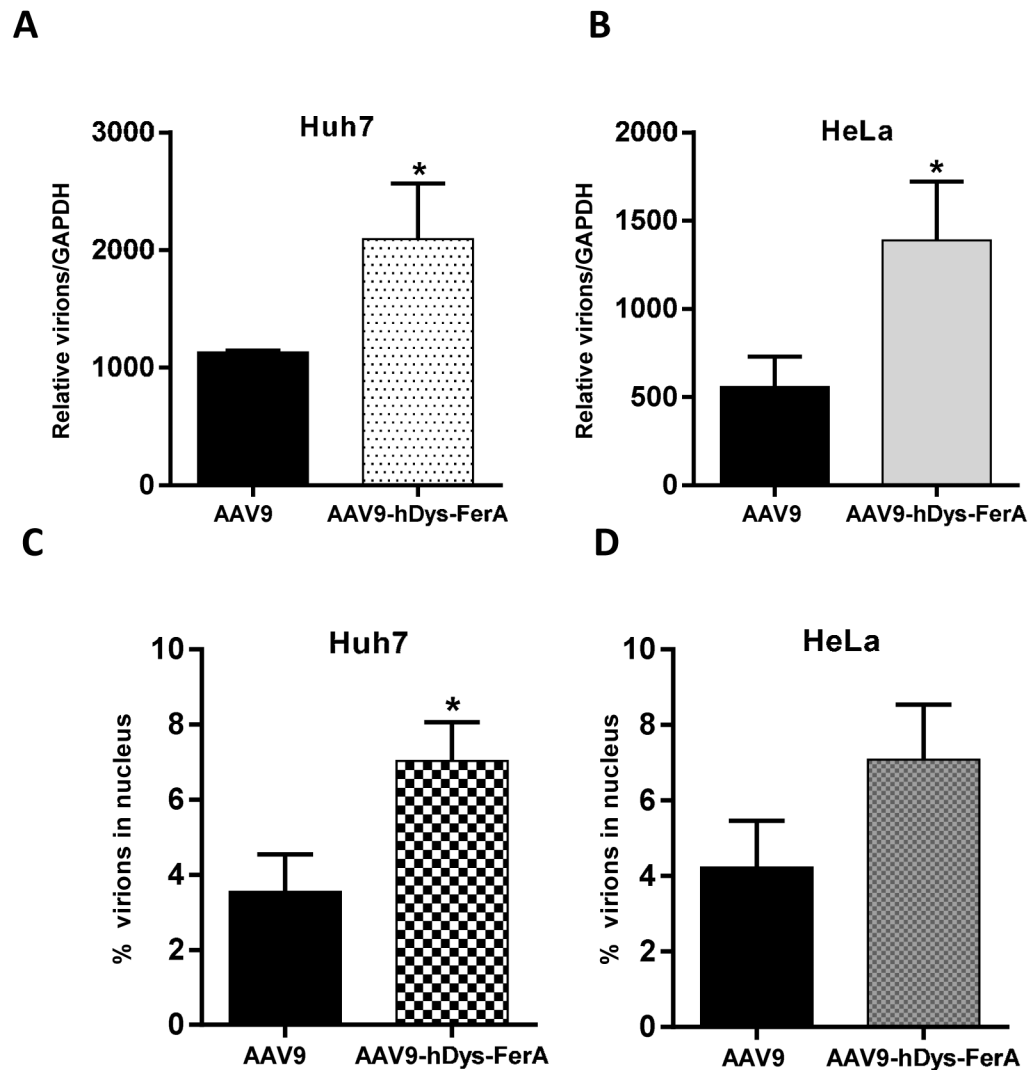 A
Huh7
Relative virions/GAPDH
3000
2000
1000
0
*
AAV9
AAV9-hDys-FerA
B
HeLa
Relative virions/GAPDH
2000
1500
1000
500
0
*
AAV9
AAV9-hDys-FerA
C
Huh7
% virions in nucleus
10
8
6
4
2
0
*
AAV9
AAV9-hDys-FerA
D
HeLa
% virions in nucleus
10
8
6
4
2
0
AAV9
AAV9-hDys-FerA